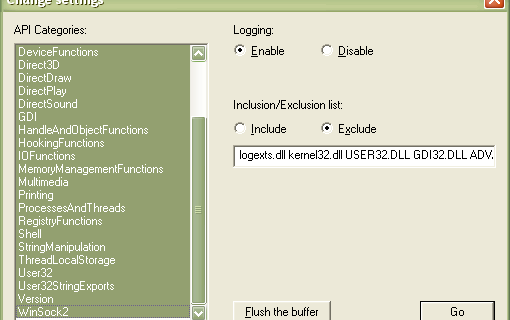 Change Settings
API Categories:
DeviceFunctions
Direct3D
DirectDraw
DirectPlay
DirectSound
GDI
HandleAndObjectFunctions
HookingFunctions
IOFunctions
MemoryManagementFunctions
Multimedia
Printing
ProcessesAndThreads
RegistryFunctions
Shell
StringManipulation
ThreadLocalStorage
User32
User32StringExports
Version
WinSock2
Logging:
Enable Disable
Inclusion/Exclusion list:
Include Exclude
logexts.dll kernel32.dll USER32.DLL GDI32.DLL ADV.
Flush the buffer Go